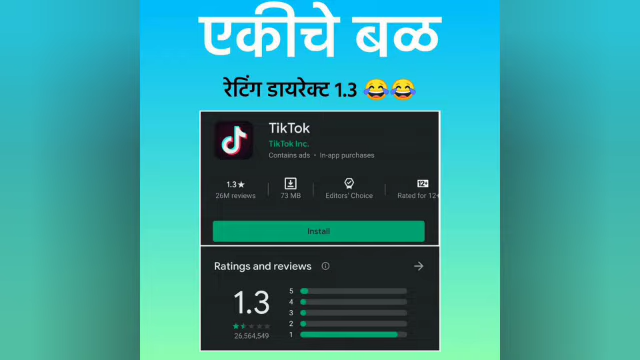 एकीचे बळ
रेटिंग डायरेक्ट 1.3 😂😂
TikTok
TikTok Inc.
Contains ads • In-app purchases
1.3★
26M reviews
73 MB
Editors' Choice
12+
Rated for 12+
Install
Ratings and reviews
1.3
26,564,549
5
4
3
2
1